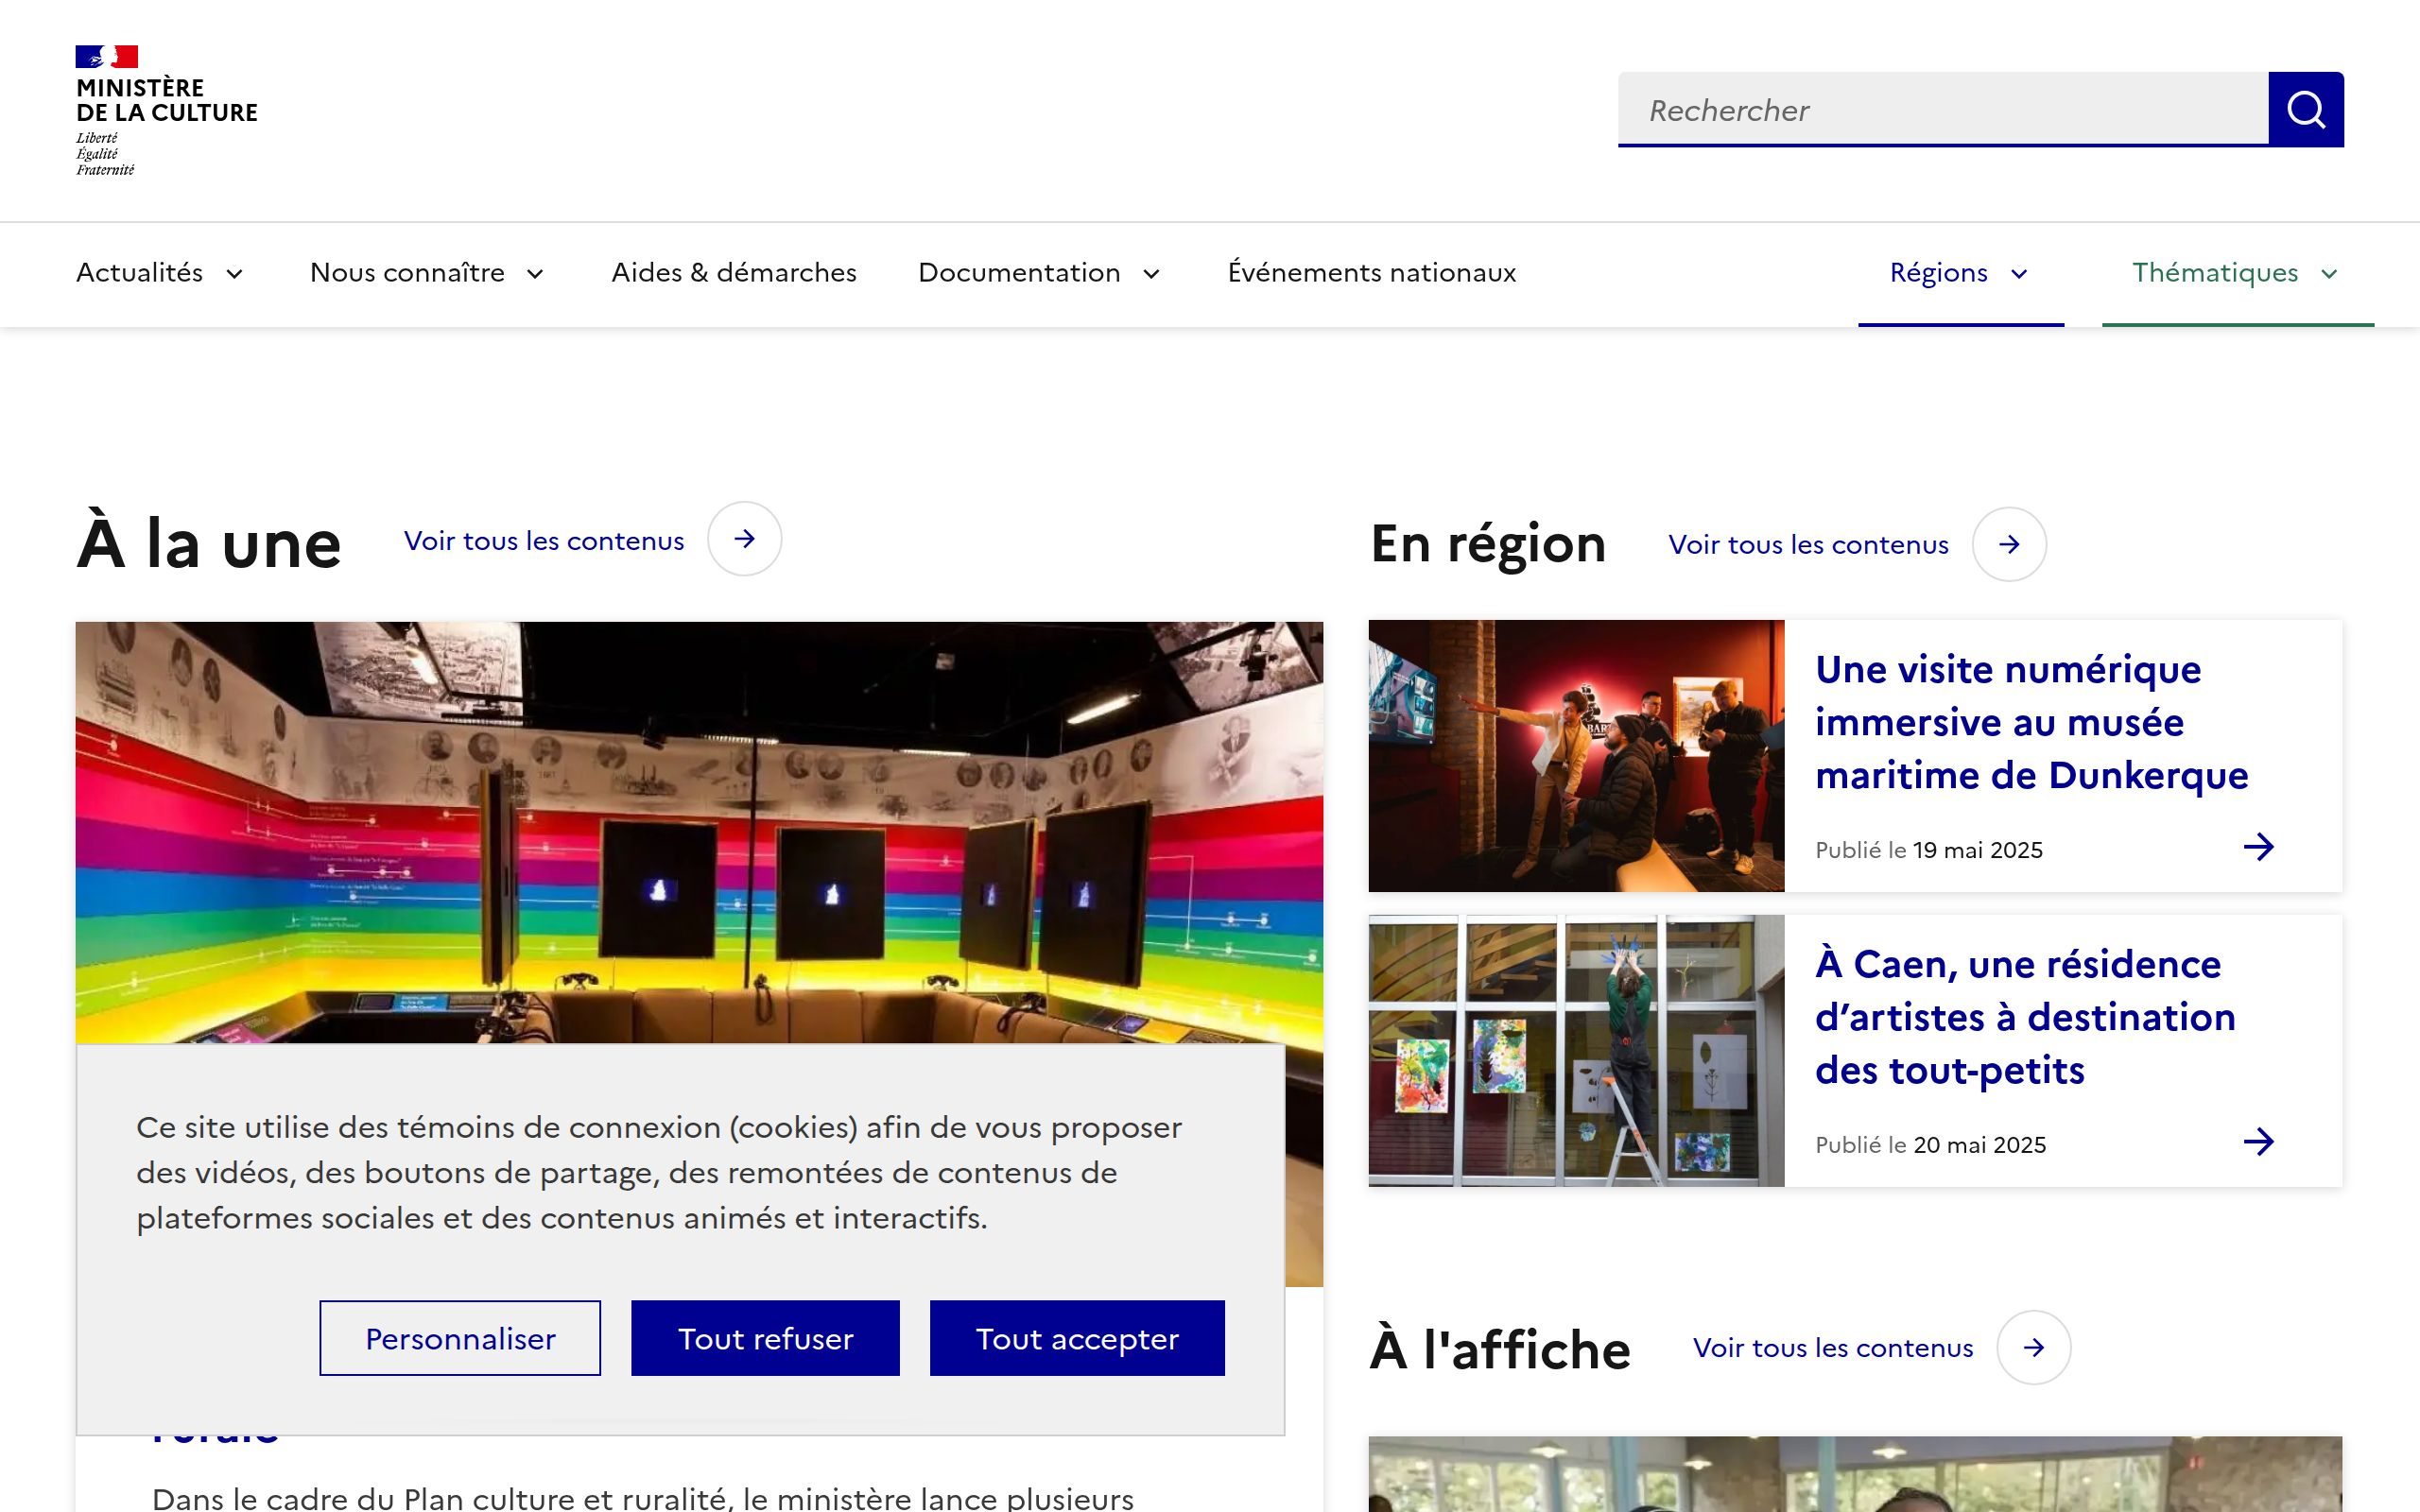 MINISTÈRE
DE LA CULTURE
Liberté
Égalité
Fraternité
Rechercher
Actualités
Nous connaître
Aides & démarches
Documentation
Événements nationaux
Régions
Thématiques
À la une
Voir tous les contenus
En région
Voir tous les contenus
Une visite numérique
immersive au musée
maritime de Dunkerque
Publié le 19 mai 2025
À Caen, une résidence
d’artistes à destination
des tout-petits
Publié le 20 mai 2025
Ce site utilise des témoins de connexion (cookies) afin de vous proposer
des vidéos, des boutons de partage, des remontées de contenus de
plateformes sociales et des contenus animés et interactifs.
Personnaliser
Tout refuser
Tout accepter
À l'affiche
Voir tous les contenus
Dans le cadre du Plan culture et ruralité, le ministère lance plusieurs